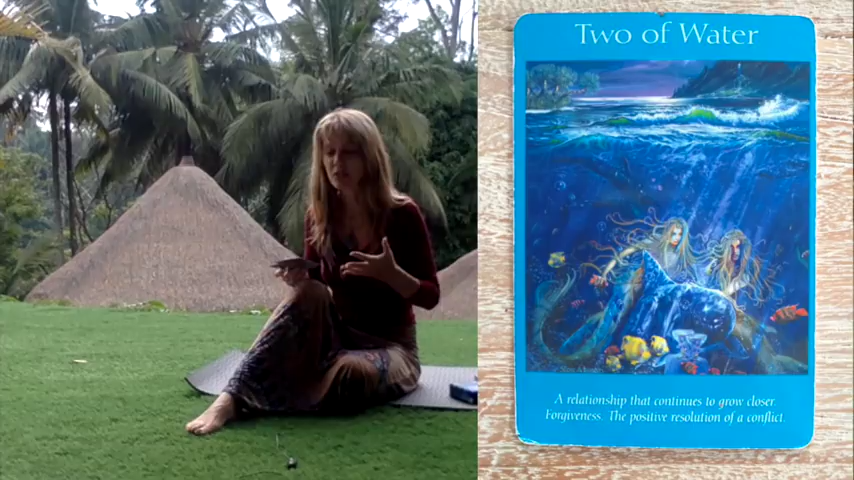 Two of Water
A relationship that continues to grow closer.
Forgiveness. The positive resolution of a conflict.